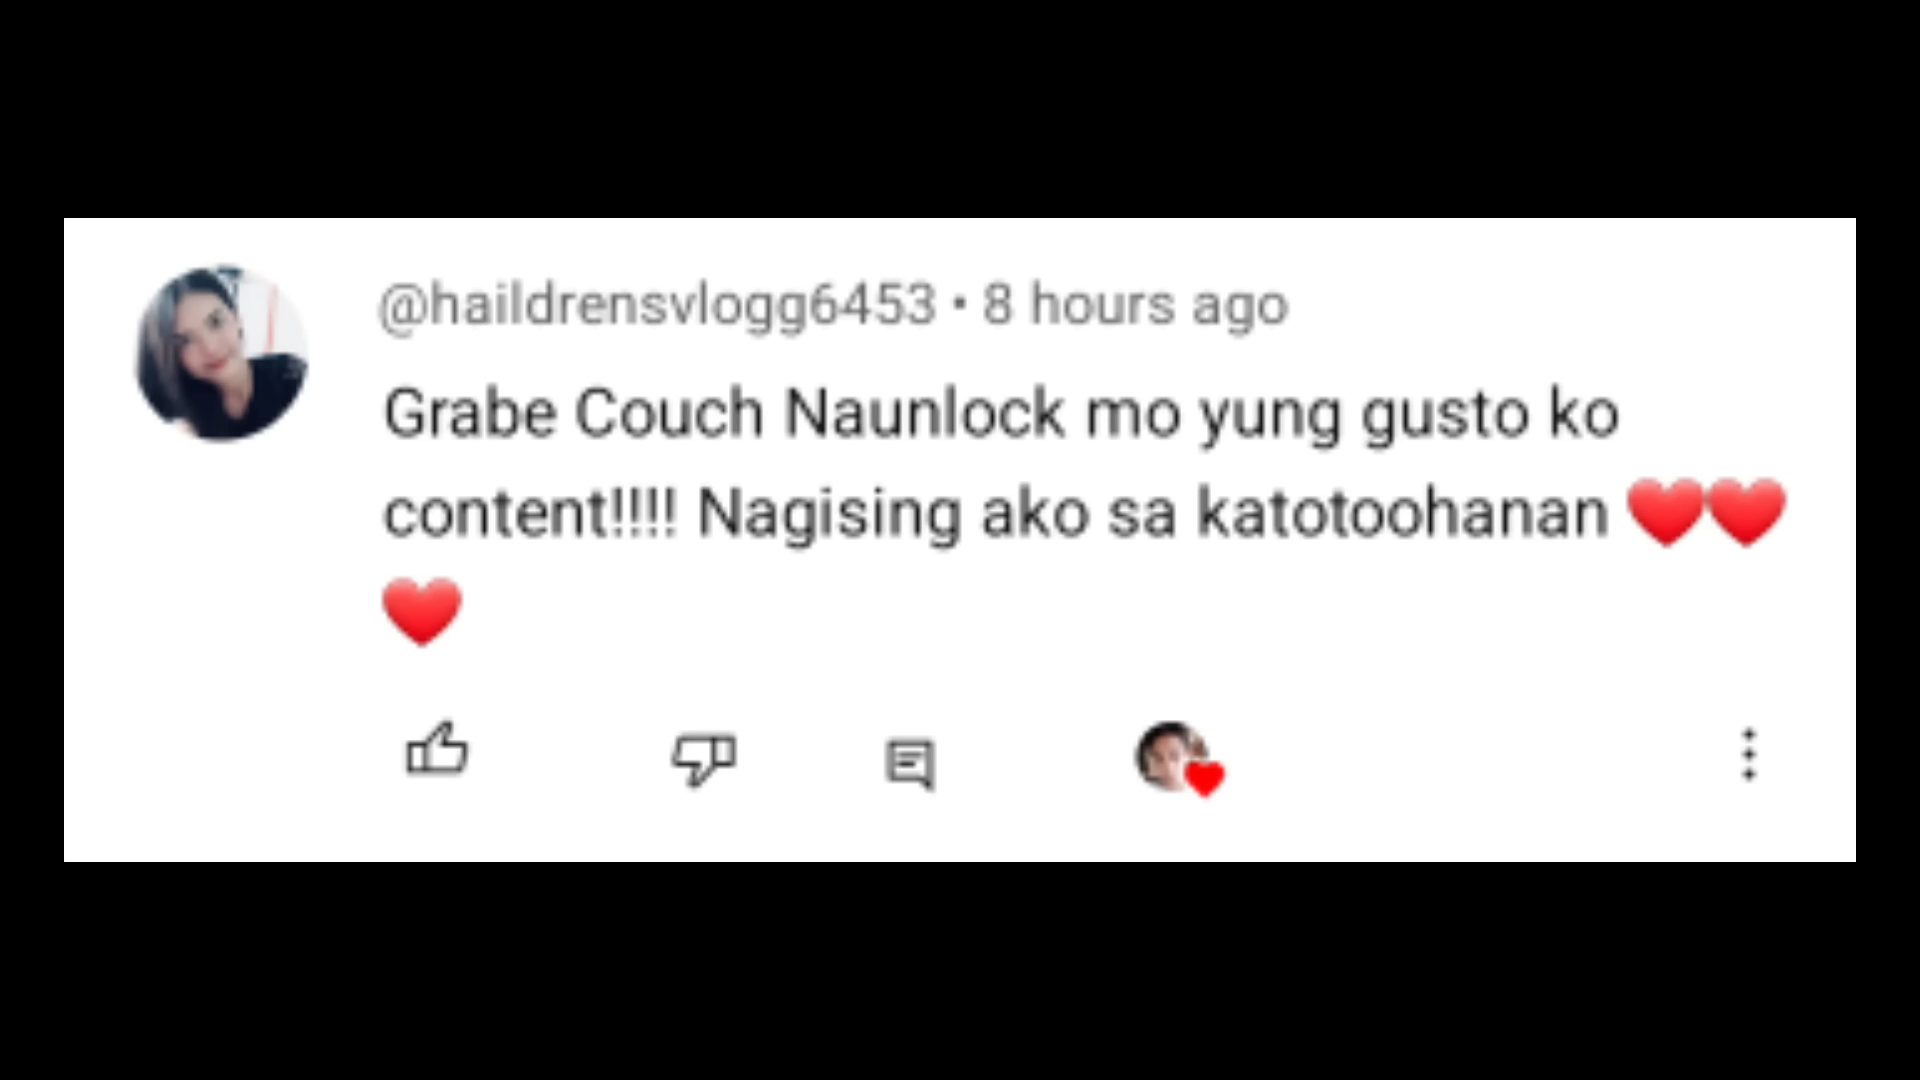 @haildrensvlogg6453 • 8 hours ago
Grabe Couch Naunlock mo yung gusto ko
content!!!! Nagising ako sa katotoohanan ❤️❤️
❤️